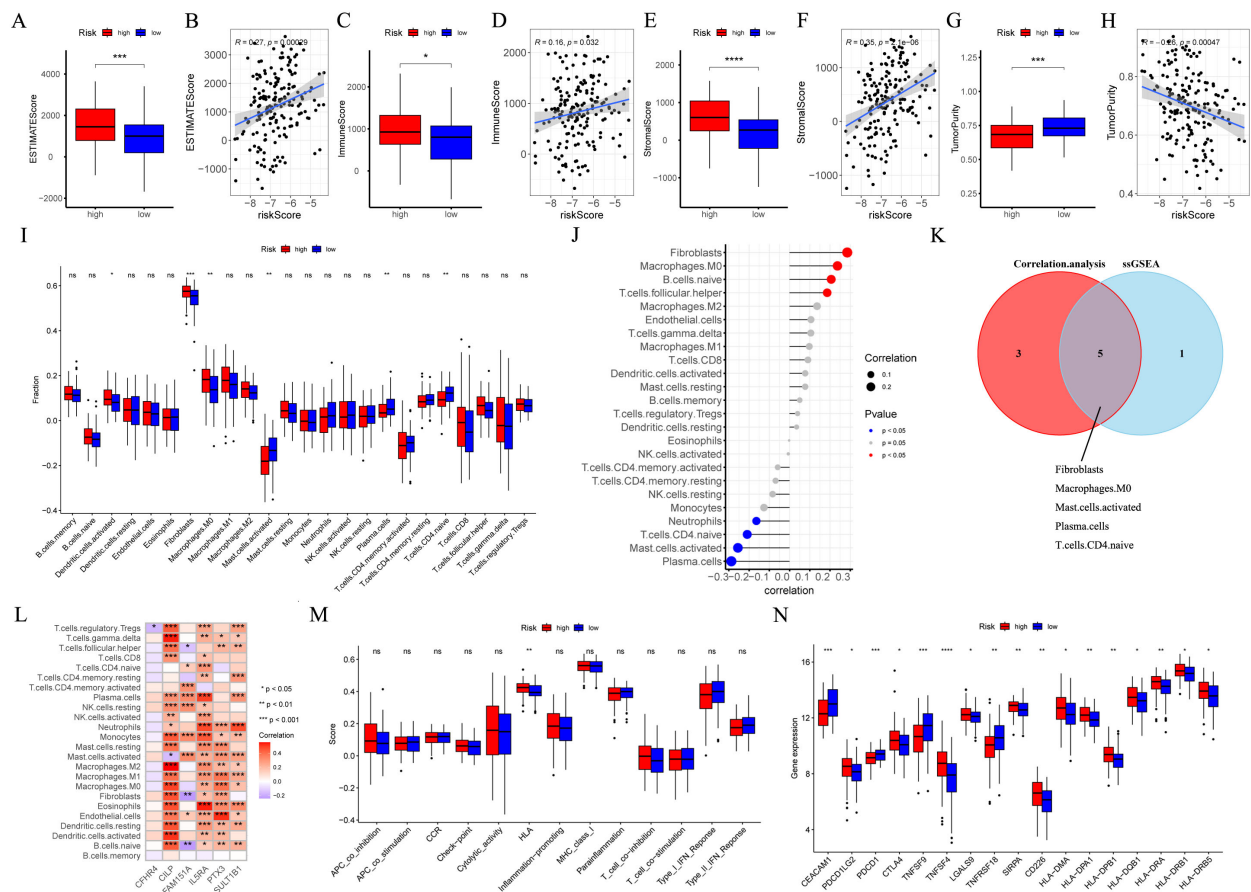 A
Risk high low
***
ESTIMATEScore
4000
2000
0
−2000
high
low
B
R = 0.27, p = 0.00029
ESTIMATEScore
3000
2000
1000
0
−1000
−8 −7 −6 −5
riskScore
C
Risk high low
*
ImmuneScore
2000
1000
0
high
low
D
R = 0.16, p = 0.032
ImmuneScore
2000
1000
0
−8 −7 −6 −5
riskScore
E
Risk high low
****
StromalScore
2000
1000
0
−1000
high
low
F
R = 0.35, p = 2.1e−06
StromalScore
1000
500
0
−500
−1000
−8 −7 −6 −5
riskScore
G
Risk high low
***
TumorPurity
1.25
1.00
0.75
0.50
0.25
high
low
H
R = −0.26, p = 0.00047
TumorPurity
0.8
0.6
0.4
−8 −7 −6 −5
riskScore
I
Risk high low
ns ns * ns ns ns *** ** ns ns ** ns ns ns ns ns ** ns ns ** ns ns ns ns
Fraction
0.6
0.4
0.2
0.0
−0.2
−0.4
B.cells.memory
B.cells.naive
Dendritic.cells.activated
Dendritic.cells.resting
Endothelial.cells
Eosinophils
Fibroblasts
Macrophages.M0
Macrophages.M1
Macrophages.M2
Mast.cells.activated
Mast.cells.resting
Monocytes
Neutrophils
NK.cells.activated
NK.cells.resting
Plasma.cells
T.cells.CD4.memory.activated
T.cells.CD4.memory.resting
T.cells.CD4.naive
T.cells.CD8
T.cells.follicular.helper
T.cells.gamma.delta
T.cells.regulatory.Tregs
J
Fibroblasts
Macrophages.M0
B.cells.naive
T.cells.follicular.helper
Macrophages.M2
Endothelial.cells
T.cells.gamma.delta
Macrophages.M1
T.cells.CD8
Dendritic.cells.activated
Mast.cells.resting
B.cells.memory
T.cells.regulatory.Tregs
Dendritic.cells.resting
Eosinophils
NK.cells.activated
T.cells.CD4.memory.activated
T.cells.CD4.memory.resting
NK.cells.resting
Monocytes
Neutrophils
T.cells.CD4.naive
Mast.cells.activated
Plasma.cells
−0.3 −0.2 −0.1 0.0 0.1 0.2 0.3
correlation
Correlation
0.1
0.2
Pvalue
p < 0.05
p = 0.05
p < 0.05
K
Correlation.analysis
ssGSEA
3
5
1
Fibroblasts
Macrophages.M0
Mast.cells.activated
Plasma.cells
T.cells.CD4.naive
L
T.cells.regulatory.Tregs
T.cells.gamma.delta
T.cells.follicular.helper
T.cells.CD8
T.cells.CD4.naive
T.cells.CD4.memory.resting
T.cells.CD4.memory.activated
Plasma.cells
NK.cells.resting
NK.cells.activated
Neutrophils
Monocytes
Mast.cells.resting
Mast.cells.activated
Macrophages.M2
Macrophages.M1
Macrophages.M0
Fibroblasts
Eosinophils
Endothelial.cells
Dendritic.cells.resting
Dendritic.cells.activated
B.cells.naive
B.cells.memory
CFHR4
CILP
FAM151A
IL5RA
PTX3
SULT1B1
* p < 0.05
** p < 0.01
*** p < 0.001
Correlation
0.4
0.2
0.0
−0.2
M
Risk high low
ns ns ns ns ns ** ns ns ns ns ns ns ns
Score
0.6
0.4
0.2
0.0
−0.2
−0.4
APC_co_inhibition
APC_co_stimulation
CCR
Check−point
Cytolytic_activity
HLA
Inflammation−promoting
MHC_class_I
Parainflammation
T_cell_co−inhibition
T_cell_co−stimulation
Type_I_IFN_Reponse
Type_II_IFN_Reponse
N
Risk high low
*** * *** * *** **** * ** ** ** * ** ** * ** * *
Gene expression
16
13
10
7
4
CEACAM1
PDCD1LG2
PDCD1
CTLA4
TNFSF9
TNFSF4
LGALS9
TNFRSF18
SIRPA
CD226
HLA−DMA
HLA−DPA1
HLA−DPB1
HLA−DQB1
HLA−DRA
HLA−DRB1
HLA−DRB5